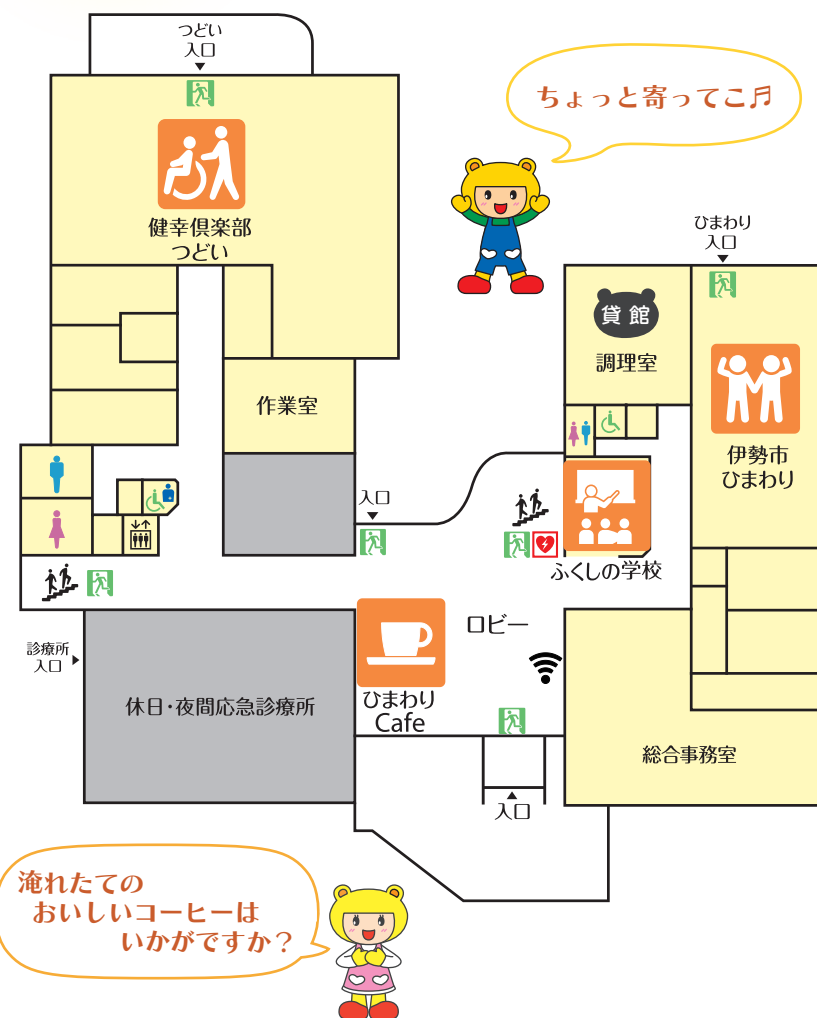 つどい
入口
ちょっと寄ってこ♬
健幸倶楽部
つどい
ひまわり
入口
貸館
調理室
作業室
伊勢市
ひまわり
入口
ふくしの学校
ロビー
診療所
入口
休日・夜間応急診療所
ひまわり
Cafe
総合事務室
入口
淹れたての
おいしいコーヒーは
いかがですか？